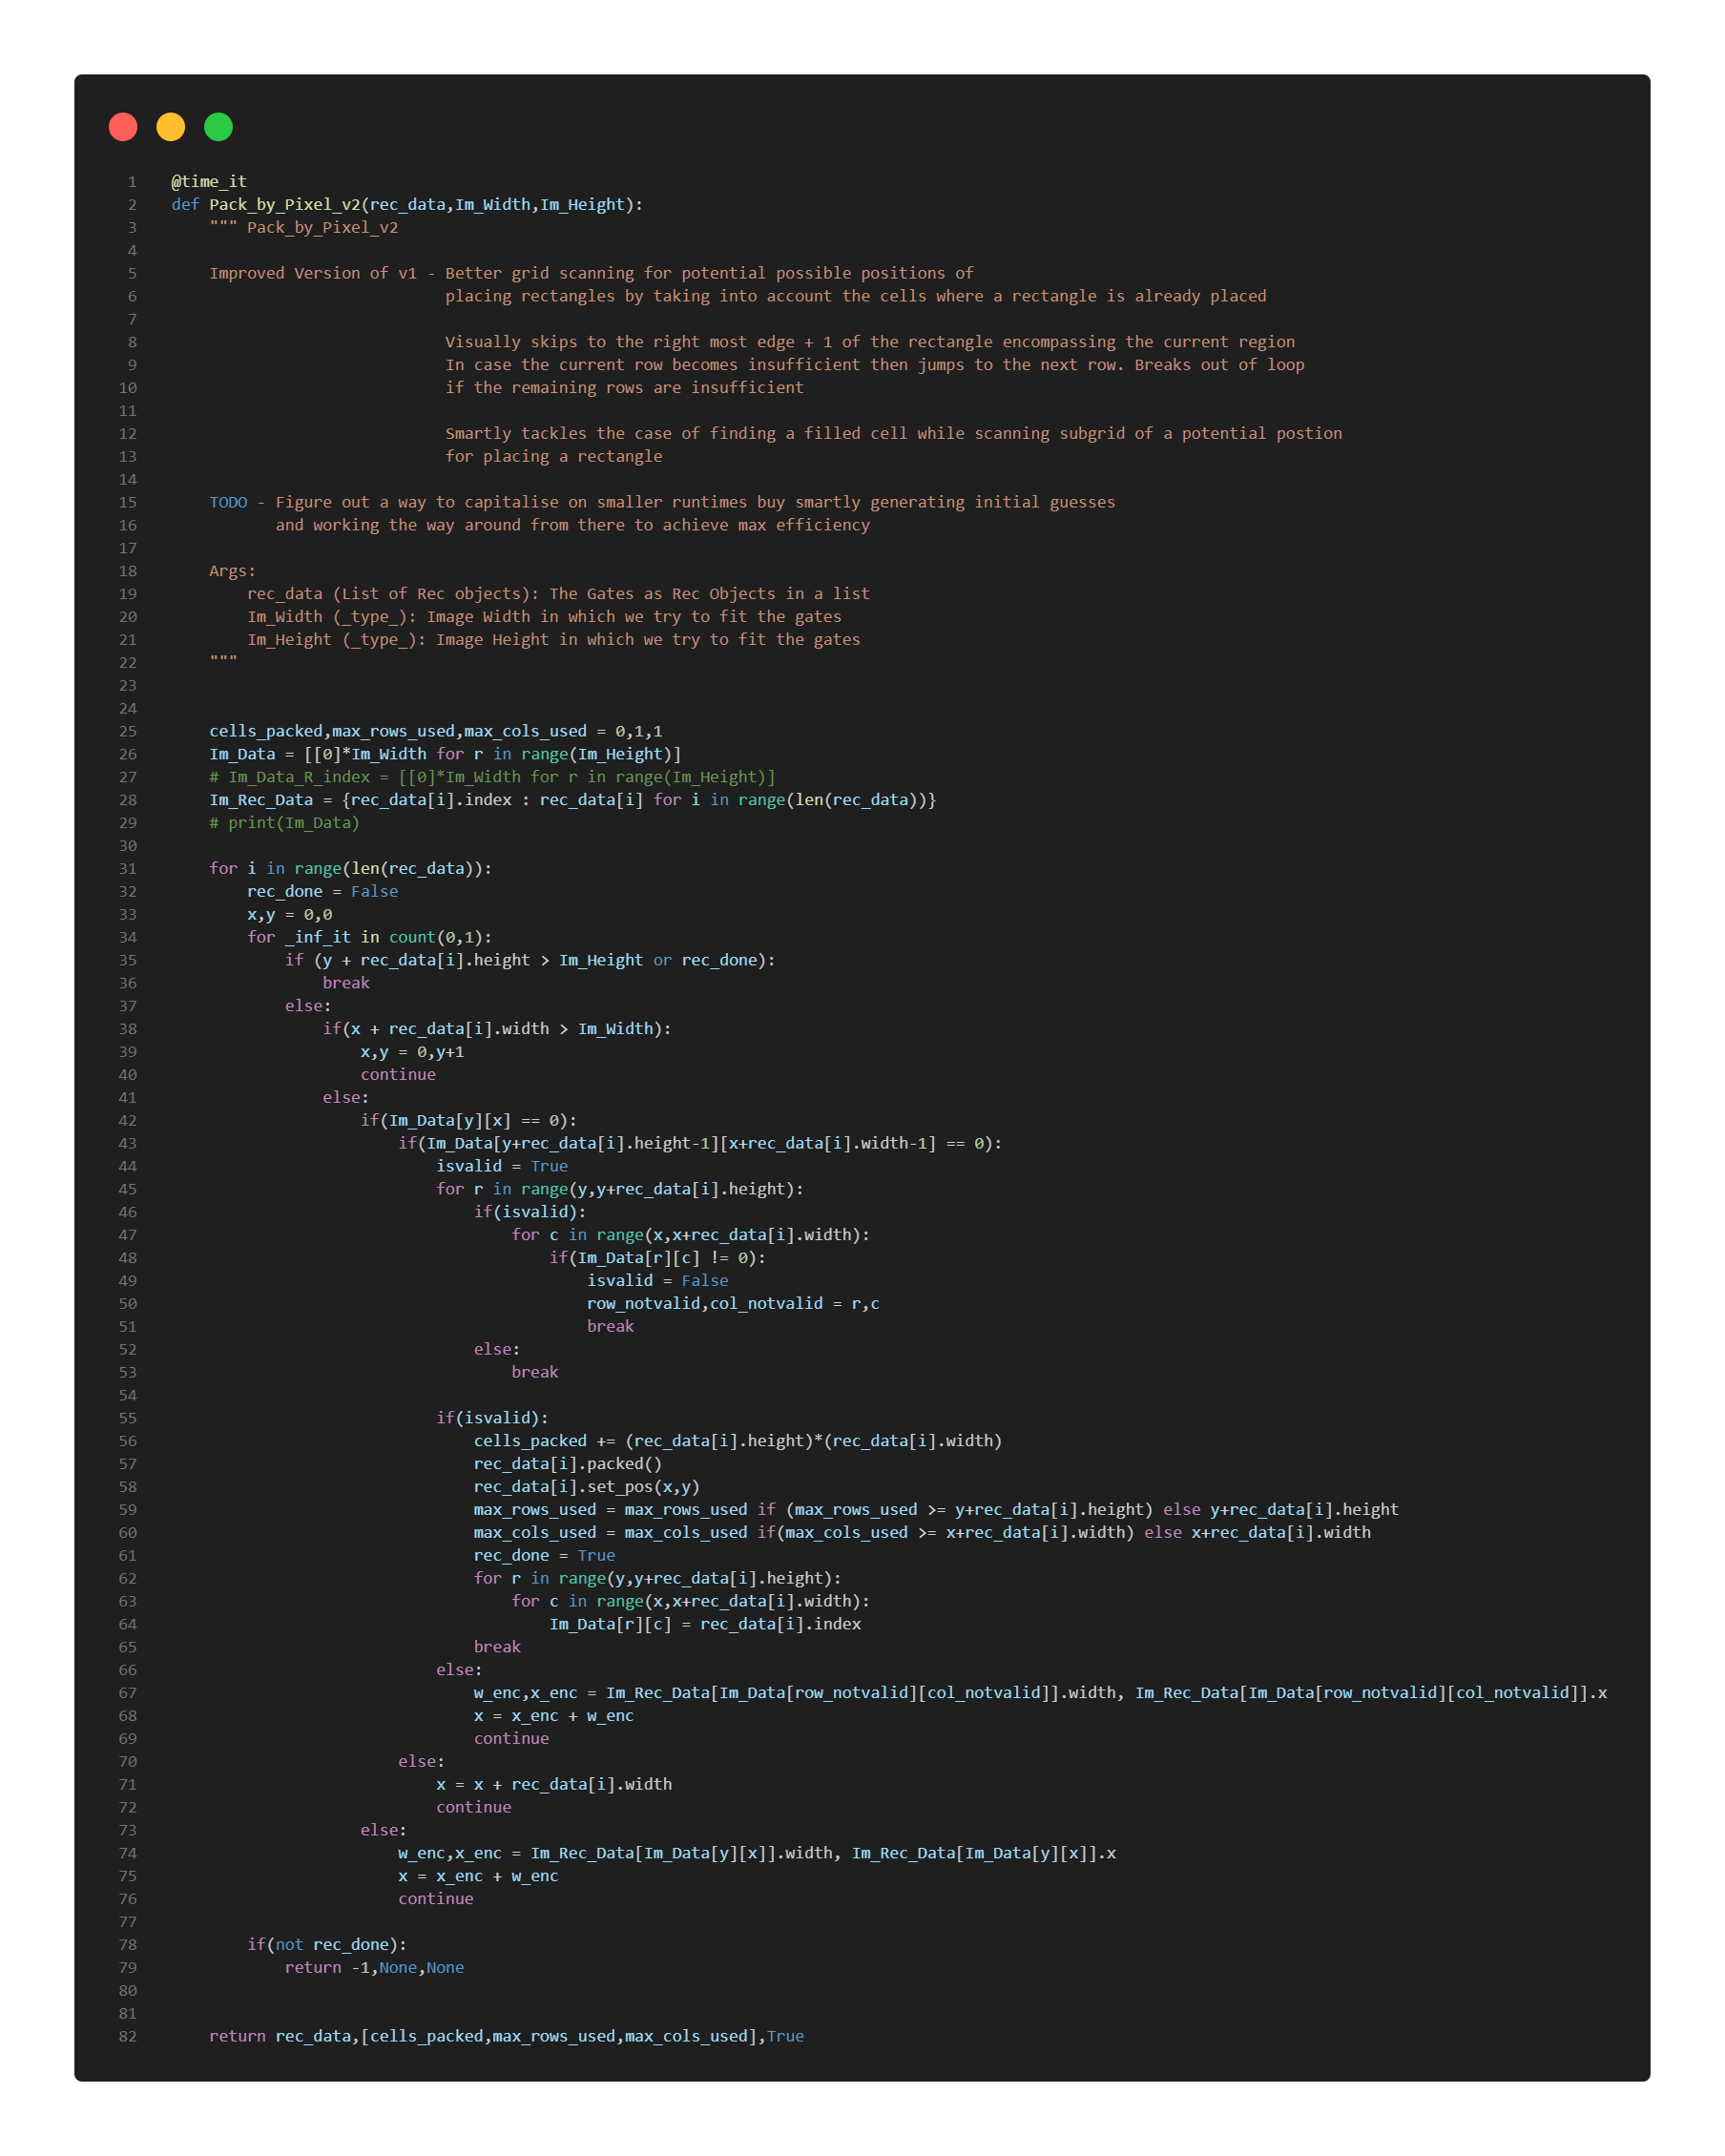 1 @time_it
2 def Pack_by_Pixel_v2(rec_data,Im_Width,Im_Height):
3     """ Pack_by_Pixel_v2
4
5     Improved Version of v1 - Better grid scanning for potential possible positions of
6                              placing rectangles by taking into account the cells where a rectangle is already placed
7
8                              Visually skips to the right most edge + 1 of the rectangle encompassing the current region
9                              In case the current row becomes insufficient then jumps to the next row. Breaks out of loop
10                              if the remaining rows are insufficient
11
12                              Smartly tackles the case of finding a filled cell while scanning subgrid of a potential postion
13                              for placing a rectangle
14
15     TODO - Figure out a way to capitalise on smaller runtimes buy smartly generating initial guesses
16            and working the way around from there to achieve max efficiency
17
18     Args:
19         rec_data (List of Rec objects): The Gates as Rec Objects in a list
20         Im_Width (_type_): Image Width in which we try to fit the gates
21         Im_Height (_type_): Image Height in which we try to fit the gates
22     """
23
24
25     cells_packed,max_rows_used,max_cols_used = 0,1,1
26     Im_Data = [[0]*Im_Width for r in range(Im_Height)]
27     # Im_Data_R_index = [[0]*Im_Width for r in range(Im_Height)]
28     Im_Rec_Data = {rec_data[i].index : rec_data[i] for i in range(len(rec_data))}
29     # print(Im_Data)
30
31     for i in range(len(rec_data)):
32         rec_done = False
33         x,y = 0,0
34         for _inf_it in count(0,1):
35             if (y + rec_data[i].height > Im_Height or rec_done):
36                 break
37             else:
38                 if(x + rec_data[i].width > Im_Width):
39                     x,y = 0,y+1
40                     continue
41                 else:
42                     if(Im_Data[y][x] == 0):
43                         if(Im_Data[y+rec_data[i].height-1][x+rec_data[i].width-1] == 0):
44                             isvalid = True
45                             for r in range(y,y+rec_data[i].height):
46                                 if(isvalid):
47                                     for c in range(x,x+rec_data[i].width):
48                                         if(Im_Data[r][c] != 0):
49                                             isvalid = False
50                                             row_notvalid,col_notvalid = r,c
51                                             break
52                                 else:
53                                     break
54
55                             if(isvalid):
56                                 cells_packed += (rec_data[i].height)*(rec_data[i].width)
57                                 rec_data[i].packed()
58                                 rec_data[i].set_pos(x,y)
59                                 max_rows_used = max_rows_used if (max_rows_used >= y+rec_data[i].height) else y+rec_data[i].height
60                                 max_cols_used = max_cols_used if(max_cols_used >= x+rec_data[i].width) else x+rec_data[i].width
61                                 rec_done = True
62                                 for r in range(y,y+rec_data[i].height):
63                                     for c in range(x,x+rec_data[i].width):
64                                         Im_Data[r][c] = rec_data[i].index
65                                 break
66                             else:
67                                 w_enc,x_enc = Im_Rec_Data[Im_Data[row_notvalid][col_notvalid]].width, Im_Rec_Data[Im_Data[row_notvalid][col_notvalid]].x
68                                 x = x_enc + w_enc
69                                 continue
70                         else:
71                             x = x + rec_data[i].width
72                             continue
73                     else:
74                         w_enc,x_enc = Im_Rec_Data[Im_Data[y][x]].width, Im_Rec_Data[Im_Data[y][x]].x
75                         x = x_enc + w_enc
76                         continue
77
78         if(not rec_done):
79             return -1,None,None
80
81
82     return rec_data,[cells_packed,max_rows_used,max_cols_used],True